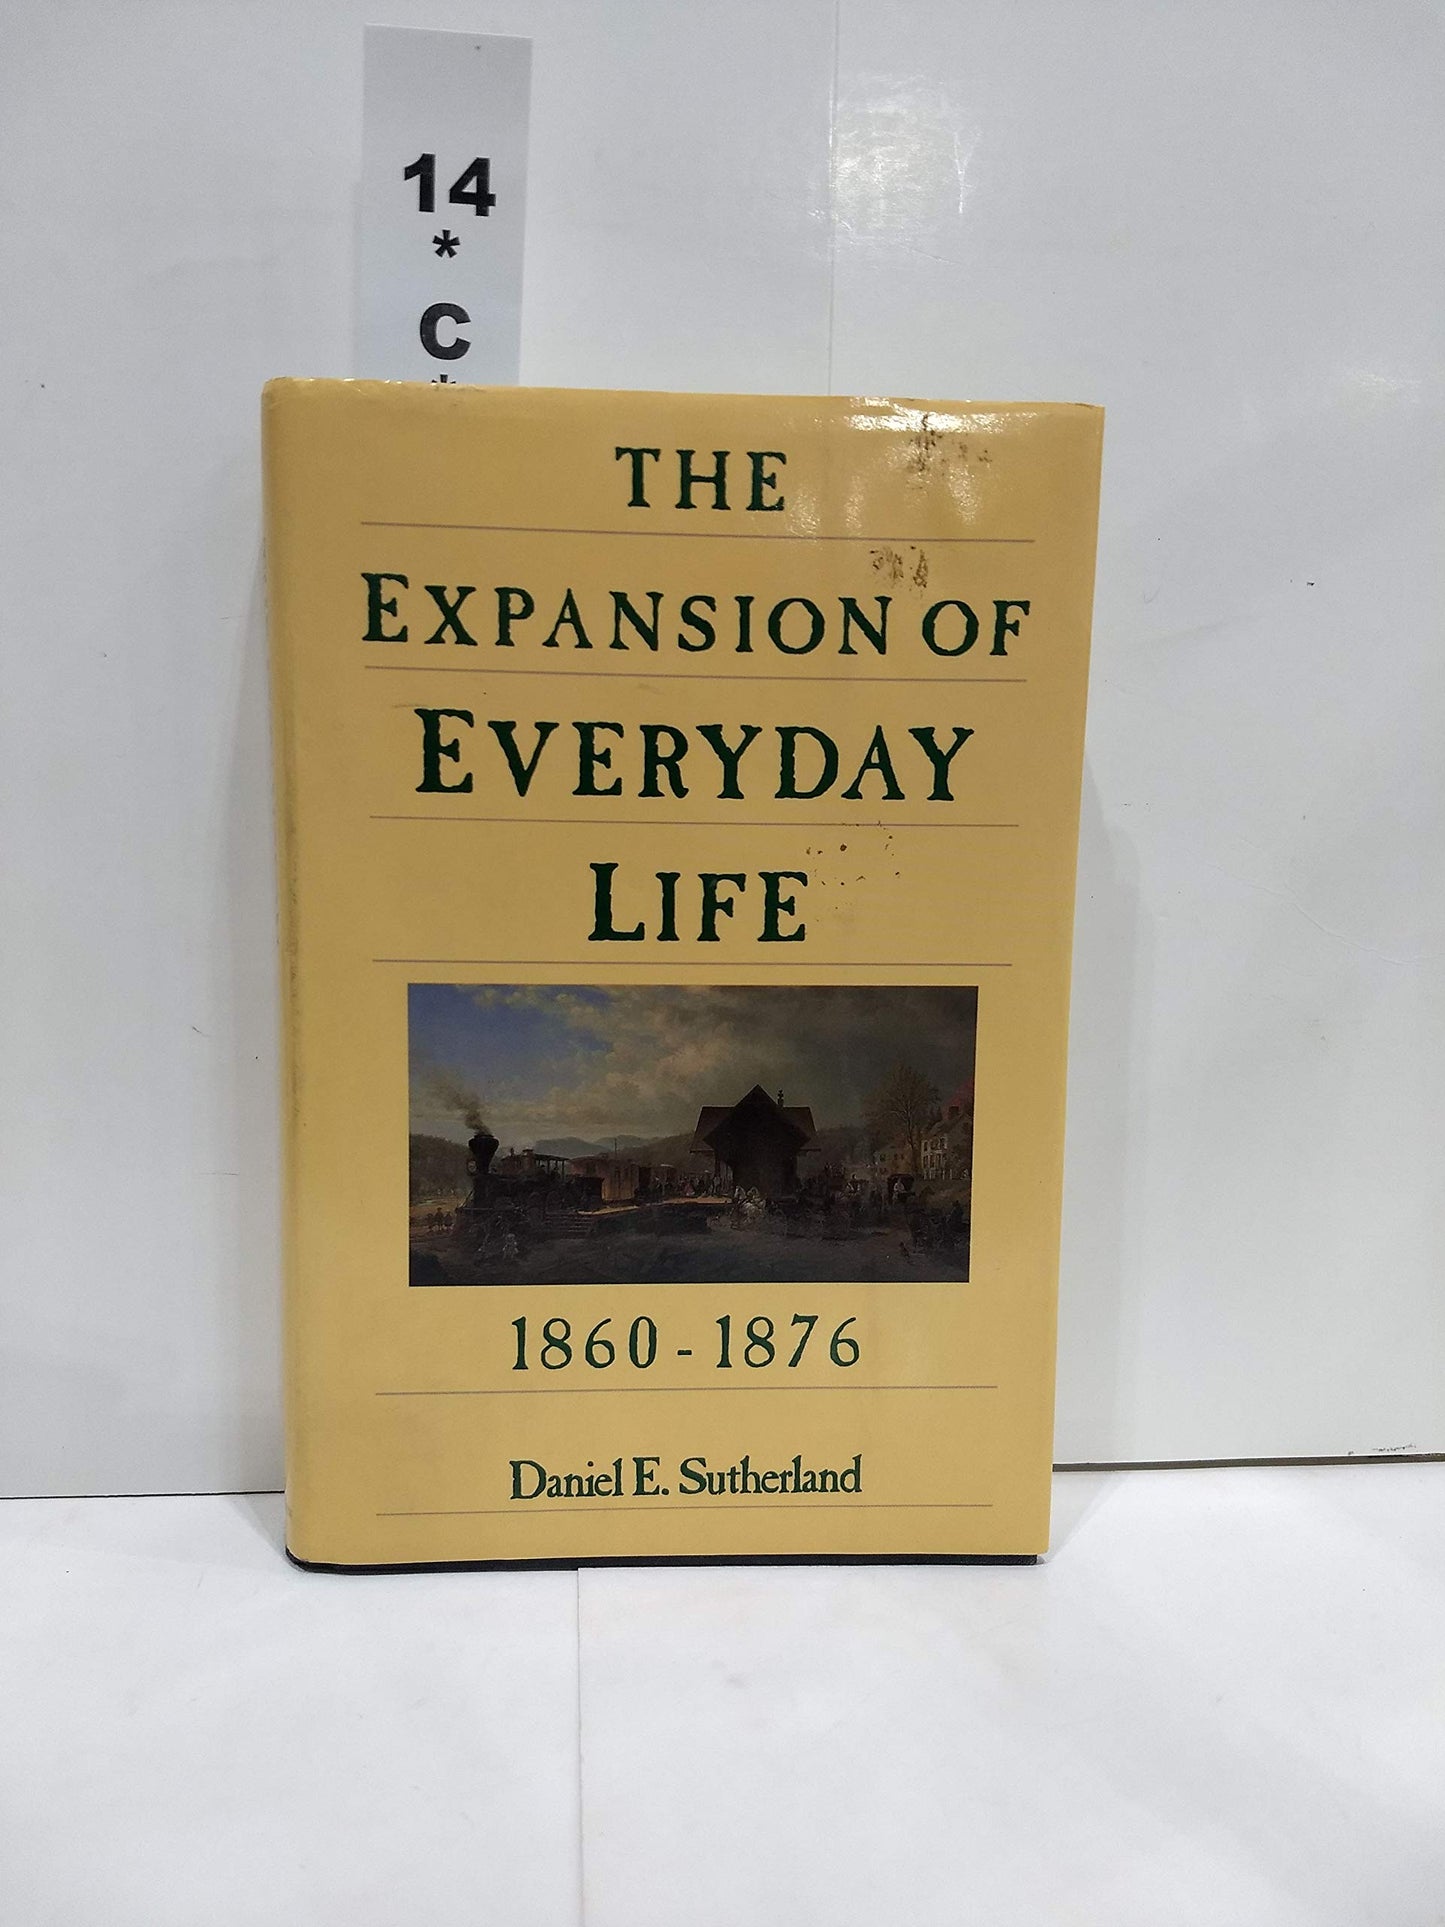 14
*
C
*
THE
EXPANSION OF
EVERYDAY
LIFE
1860-1876
Daniel E. Sutherland